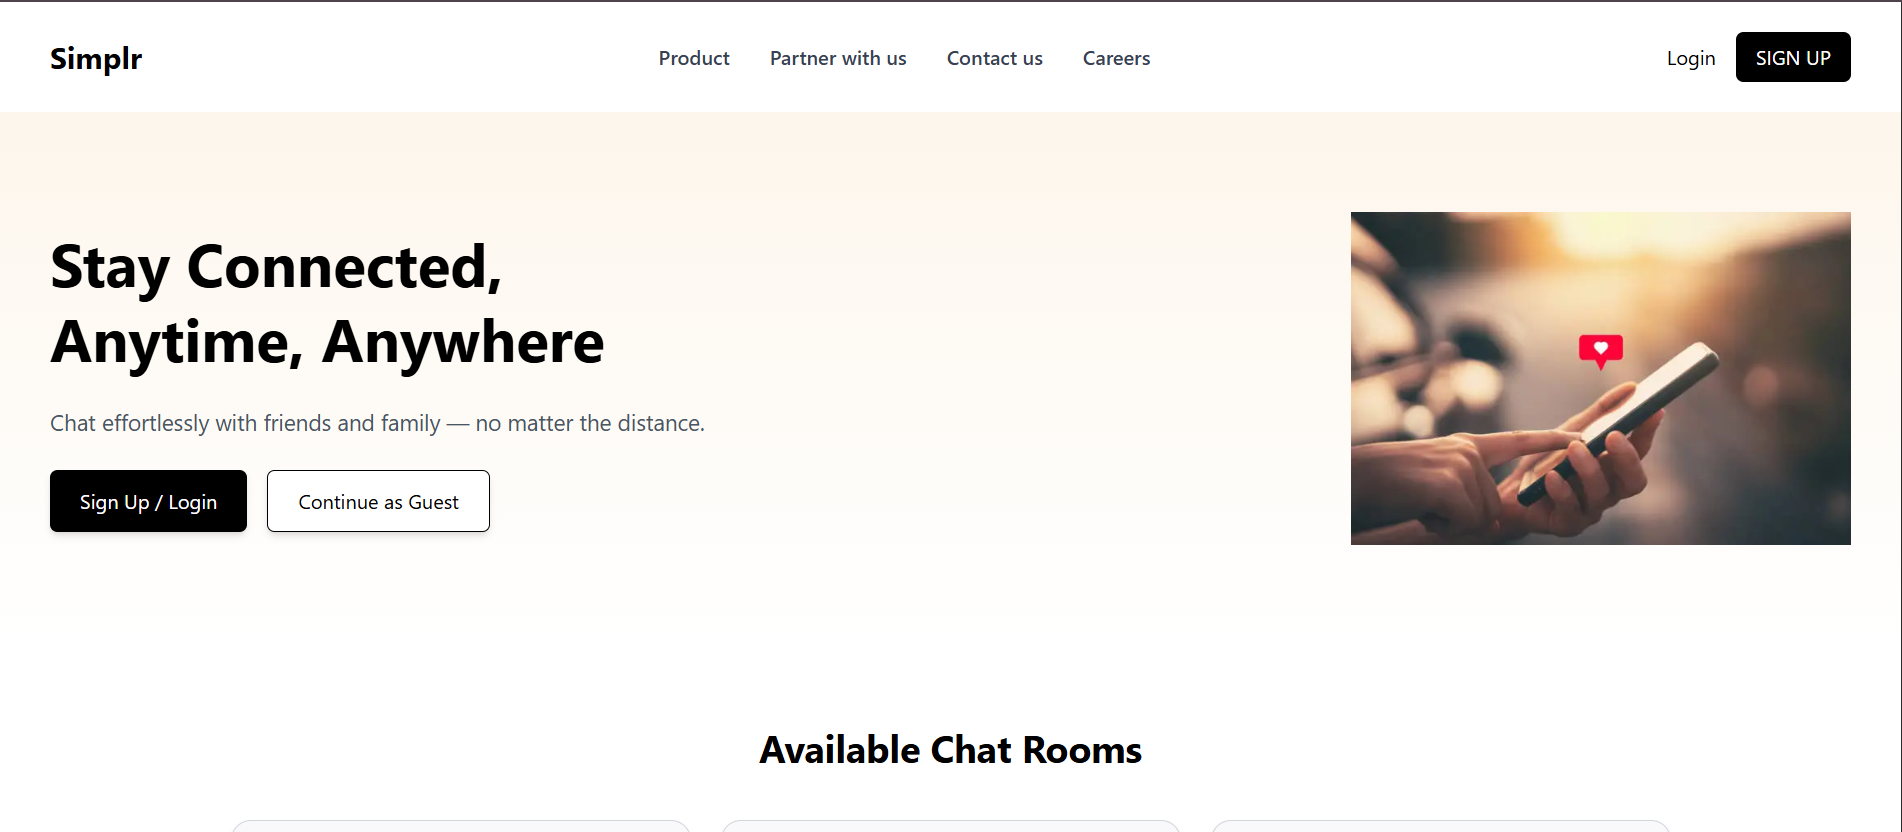 Simplr
Product
Partner with us
Contact us
Careers
Login
SIGN UP
Stay Connected,
Anytime, Anywhere
Chat effortlessly with friends and family — no matter the distance.
Sign Up / Login
Continue as Guest
Available Chat Rooms